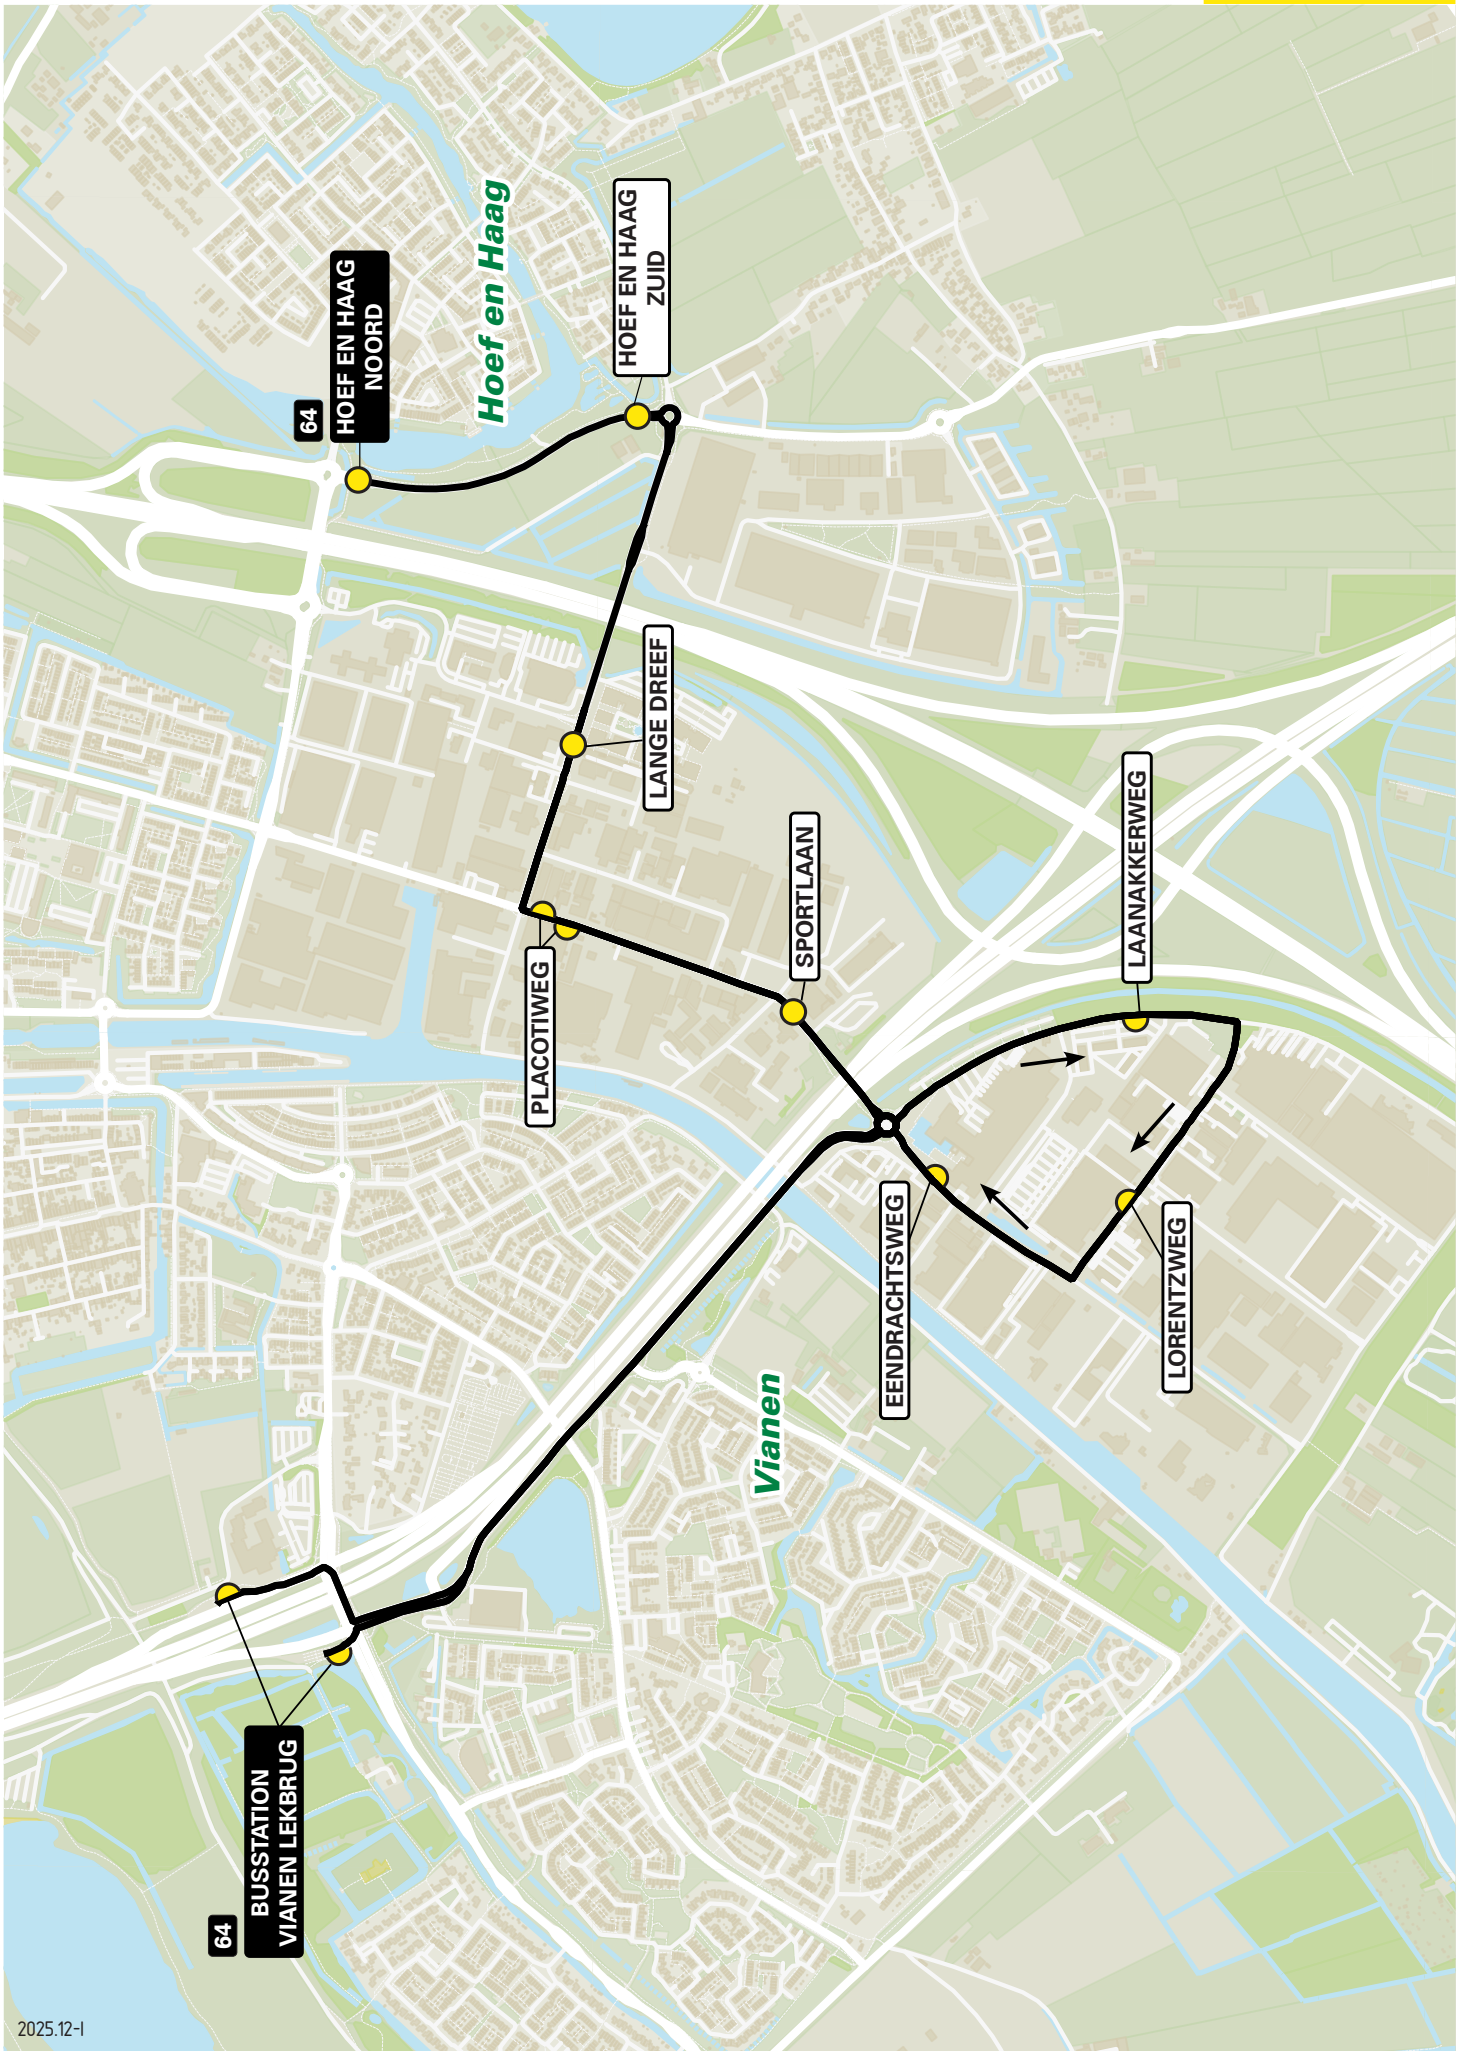 64
BUSSTATION
VIANEN LEKBRUG
64
HOEF EN HAAG
NOORD
Hoef en Haag
HOEF EN HAAG
ZUID
LANGE DREEF
PLACOTIWEG
SPORTLAAN
LAANAKKERWEG
EENDRACHTSWEG
LORENTZWEG
Vianen
2025.12-I